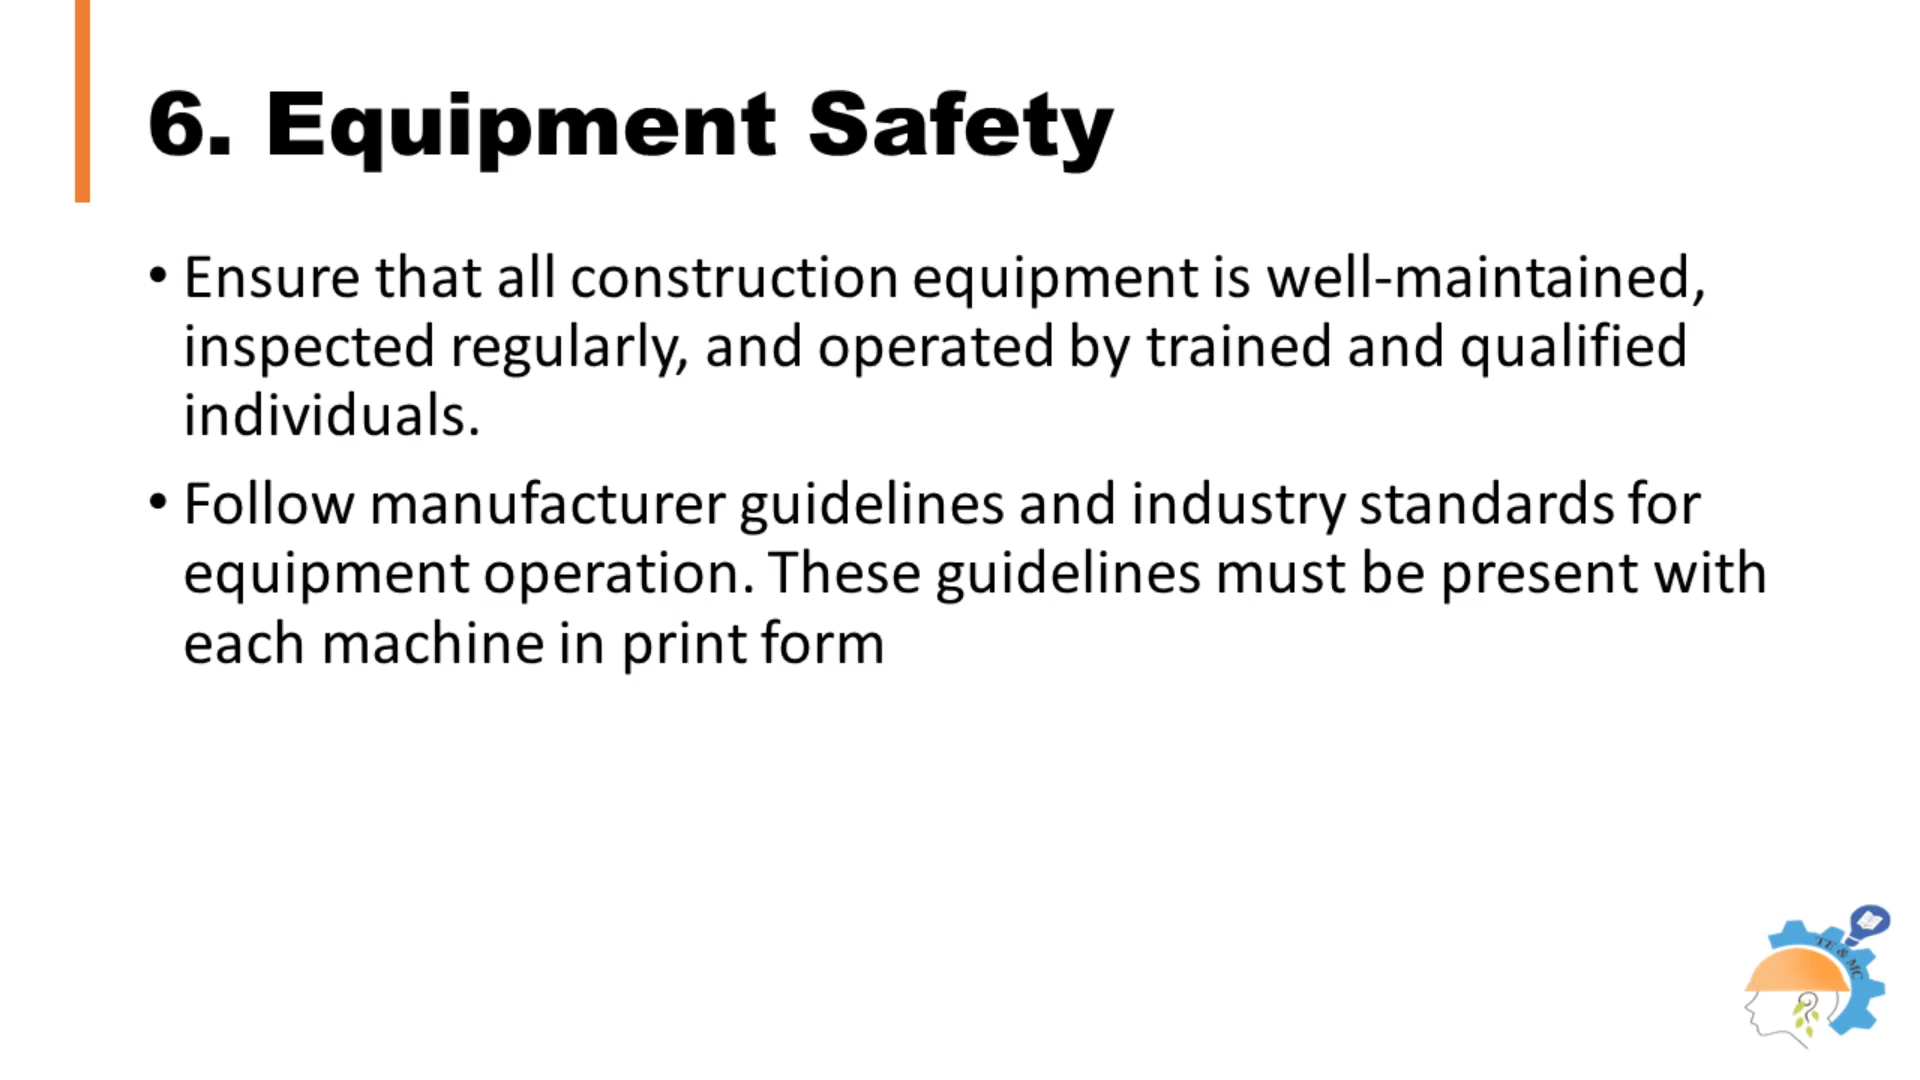 6. Equipment Safety
• Ensure that all construction equipment is well-maintained,
inspected regularly, and operated by trained and qualified
individuals.
• Follow manufacturer guidelines and industry standards for
equipment operation. These guidelines must be present with
each machine in print form
TE & MC